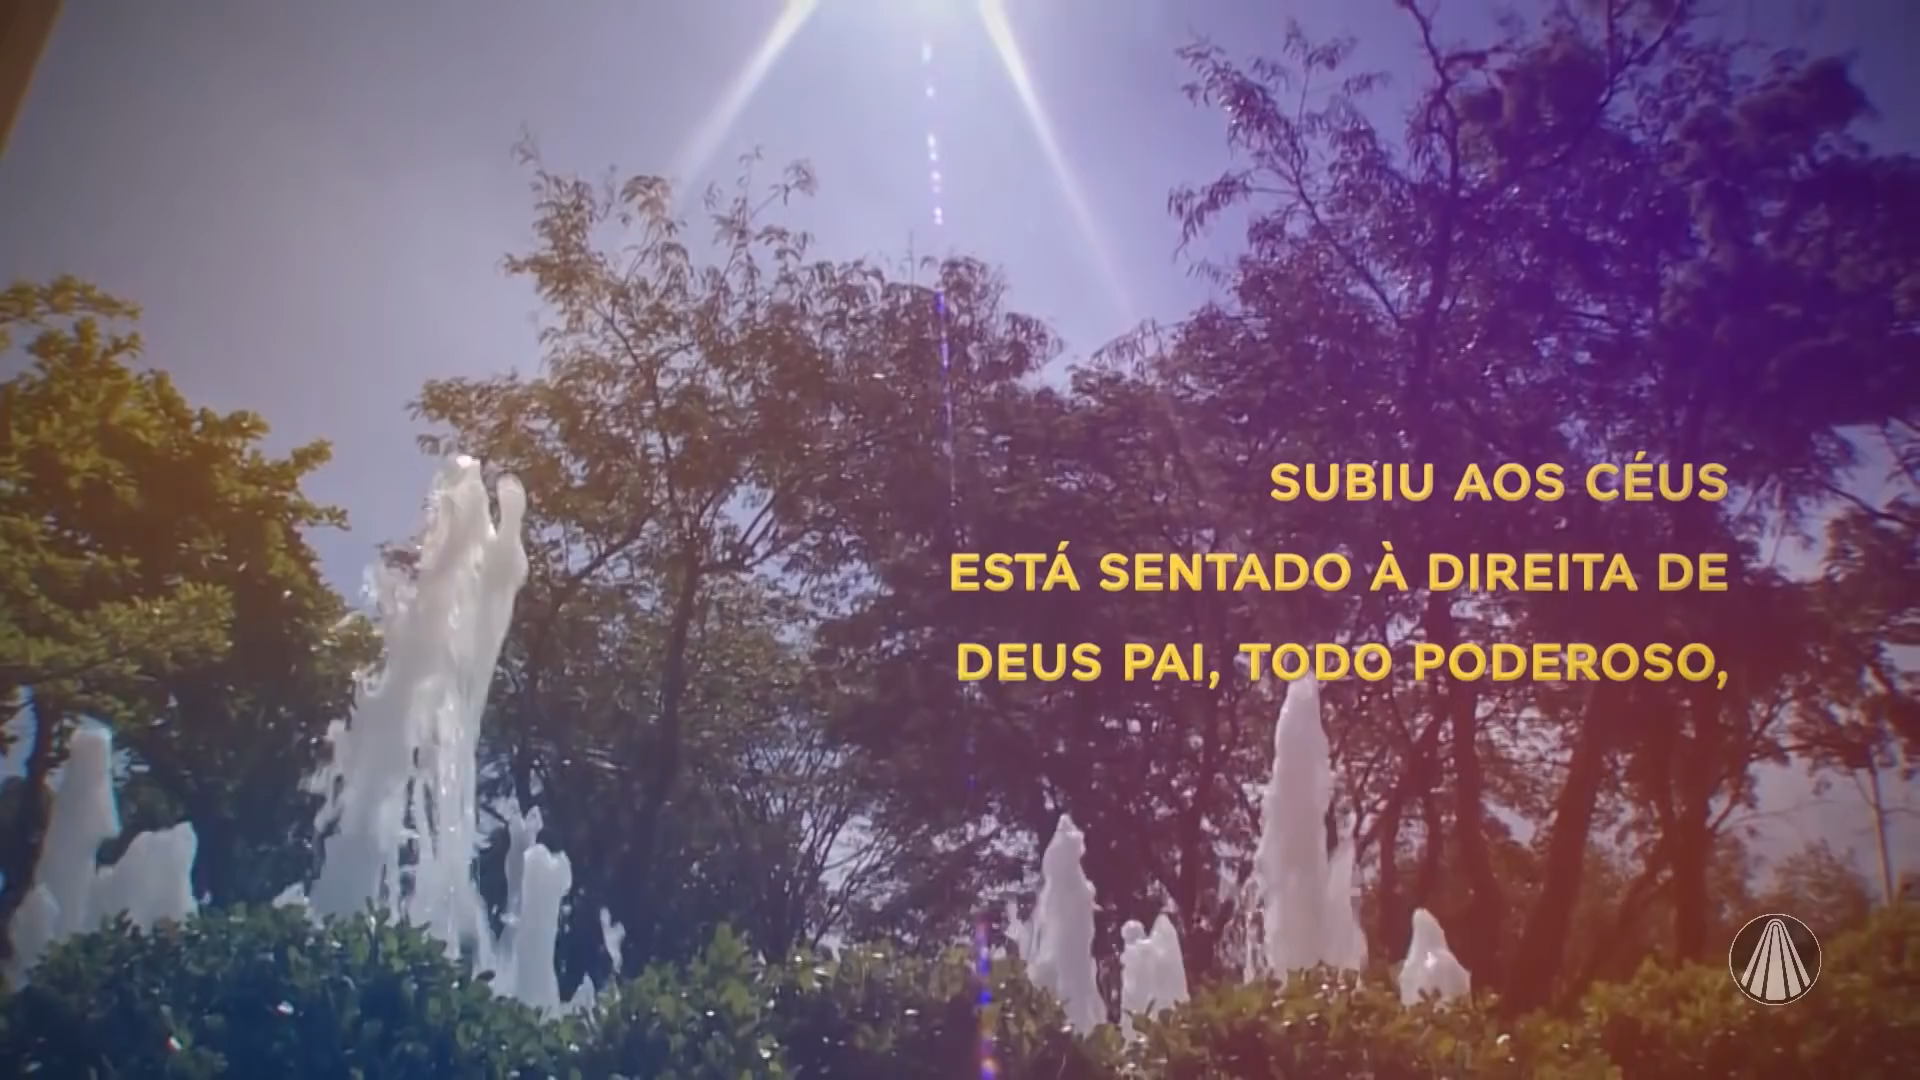 SUBIU AOS CÉUS
ESTÁ SENTADO À DIREITA DE
DEUS PAI, TODO PODEROSO,